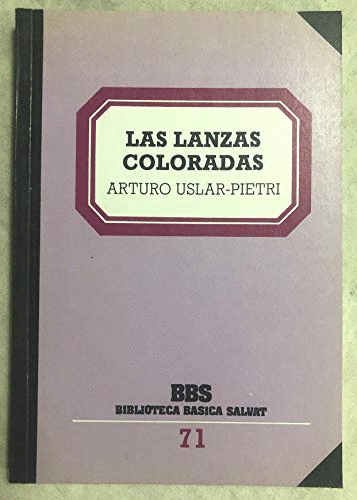 LAS LANZAS
COLORADAS
ARTURO USLAR-PIETRI
BBS
BIBLIOTECA BASICA SALVAT
71